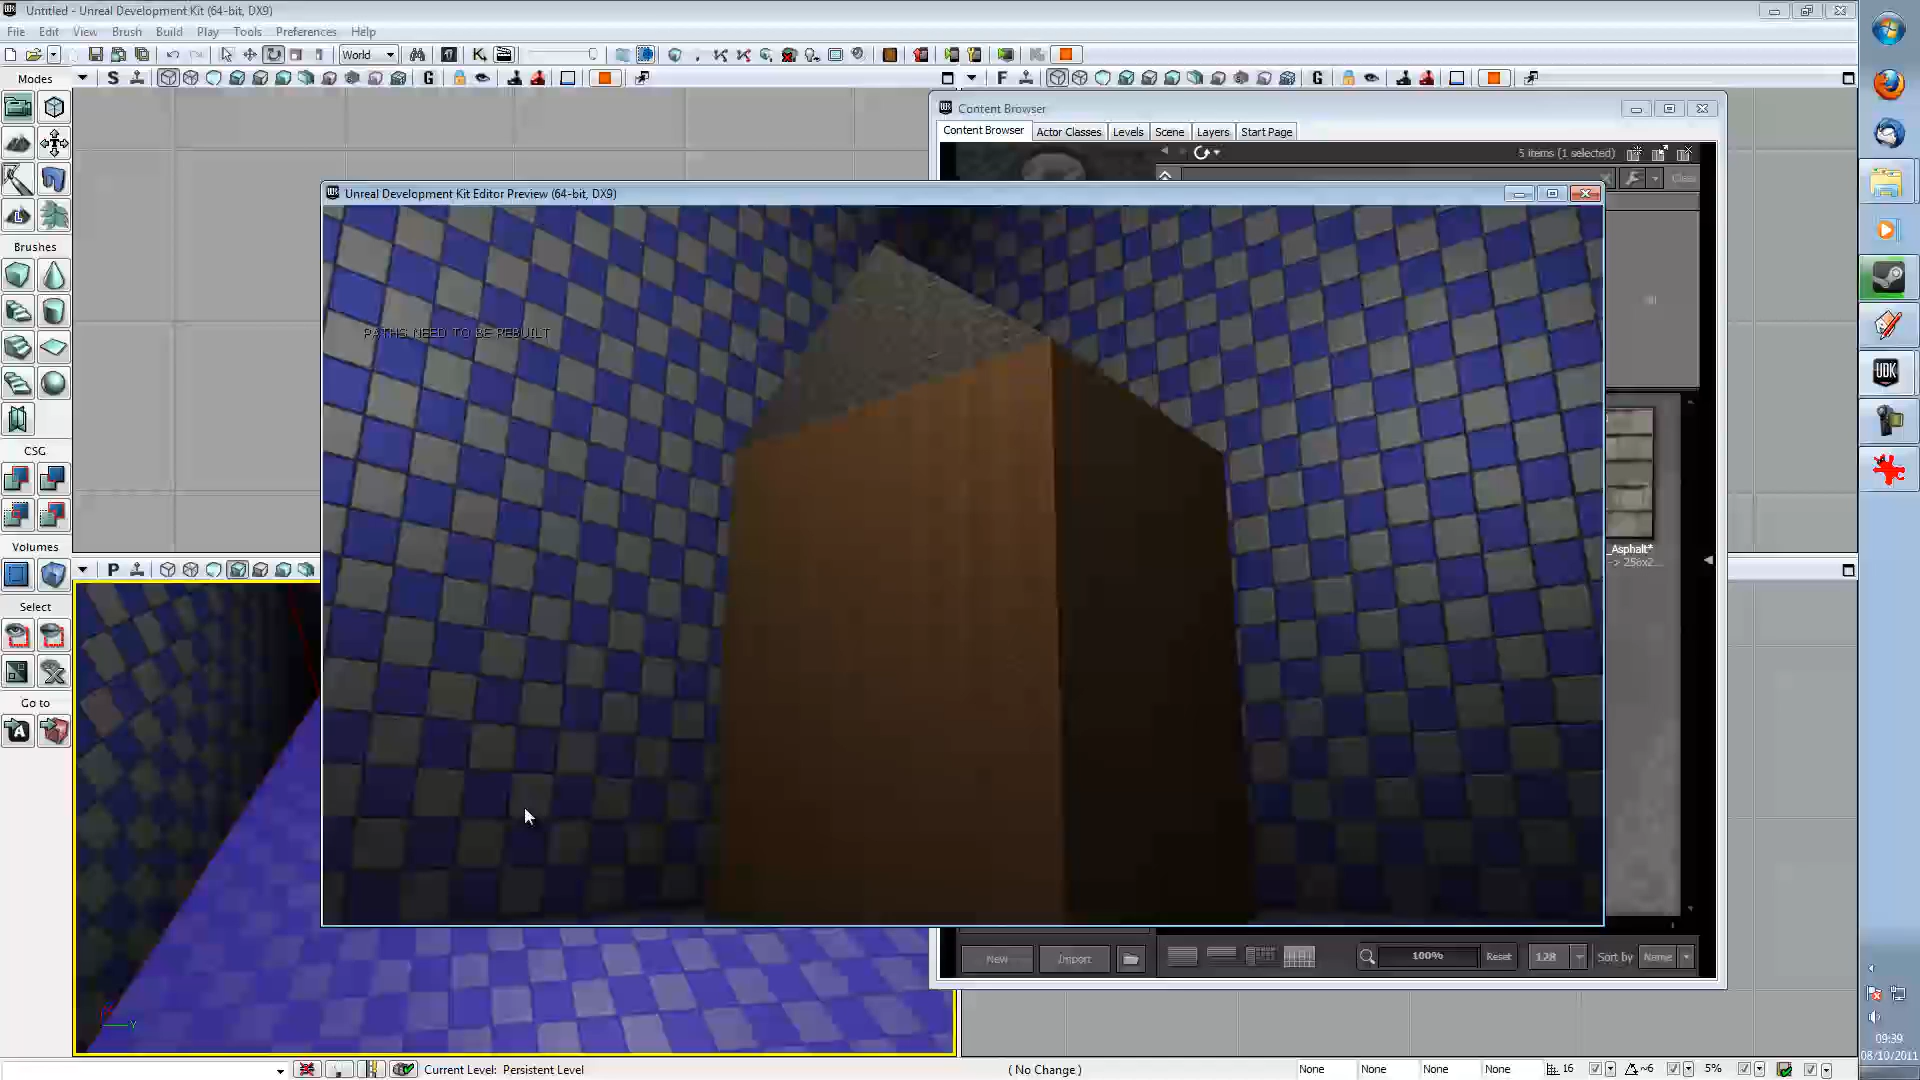 Untitled - Unreal Development Kit (64-bit, DX9)
File Edit View Brush Build Play Tools Preferences Help
World
Modes
S
G
F
G
Content Browser
Content Browser Actor Classes Levels Scene Layers Start Page
5 items (1 selected)
Clear
Unreal Development Kit Editor Preview (64-bit, DX9)
PATHS NEED TO BE REBUILT
Brushes
CSG
UDK
Volumes
_Asphalt*
-> 256x2...
P
Select
Go to
A
Y
New Import 100% Reset 128 Sort by Name
09:39
08/10/2011
Current Level: Persistent Level
( No Change )
None None None None 16 ~6 5%